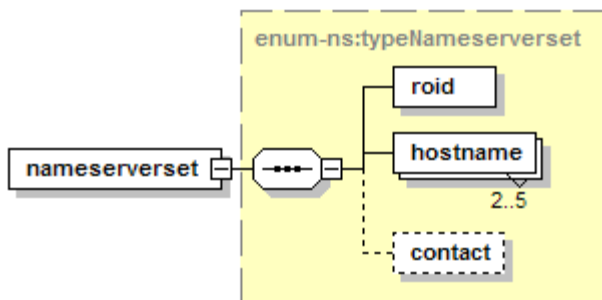 enum-ns:typeNameserverset
roid
nameserverset
hostname
2..5
contact